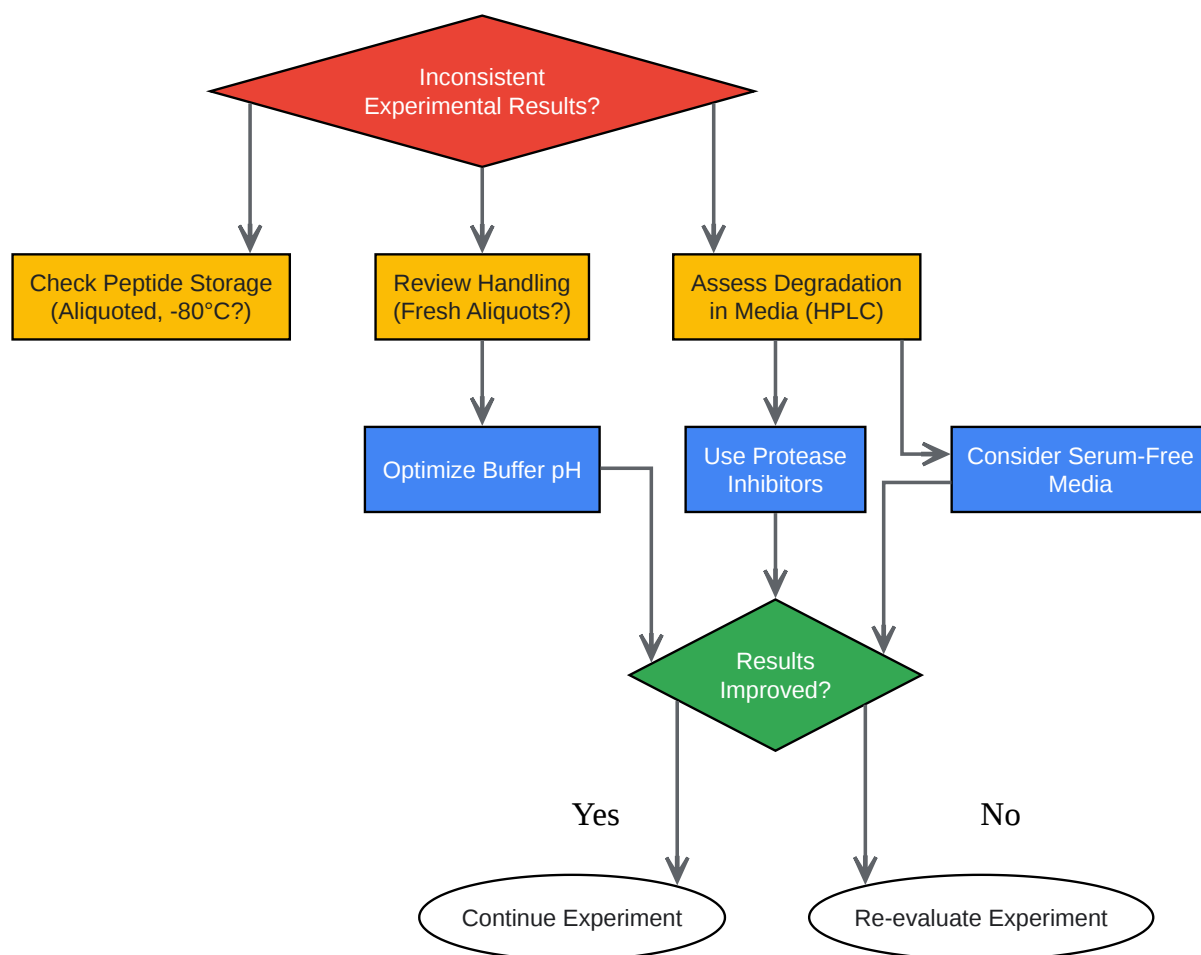 Inconsistent
Experimental Results?
Check Peptide Storage
(Aliquoted, -80°C?)
Review Handling
(Fresh Aliquots?)
Assess Degradation
in Media (HPLC)
Optimize Buffer pH
Use Protease
Inhibitors
Consider Serum-Free
Media
Results
Improved?
Yes
No
Continue Experiment
Re-evaluate Experiment